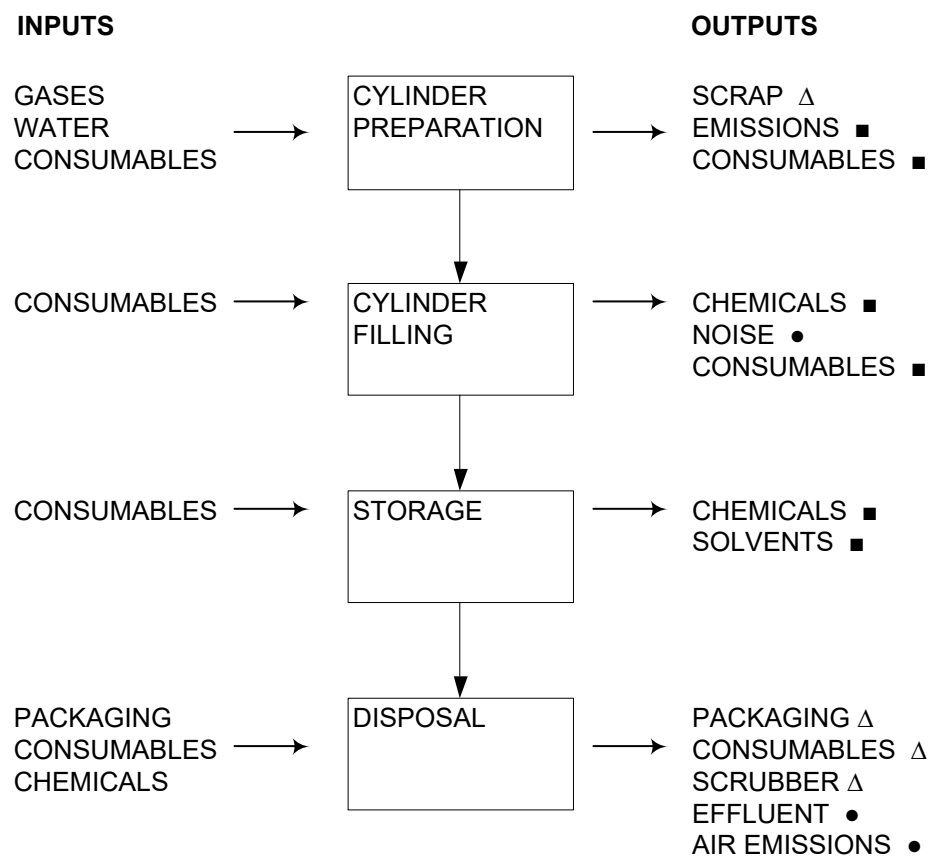 INPUTS
OUTPUTS
GASES
WATER
CONSUMABLES
CYLINDER
PREPARATION
SCRAP Δ
EMISSIONS ■
CONSUMABLES ■
CONSUMABLES
CYLINDER
FILLING
CHEMICALS ■
NOISE ●
CONSUMABLES ■
CONSUMABLES
STORAGE
CHEMICALS ■
SOLVENTS ■
PACKAGING
CONSUMABLES
CHEMICALS
DISPOSAL
PACKAGING Δ
CONSUMABLES Δ
SCRUBBER Δ
EFFLUENT ●
AIR EMISSIONS ●